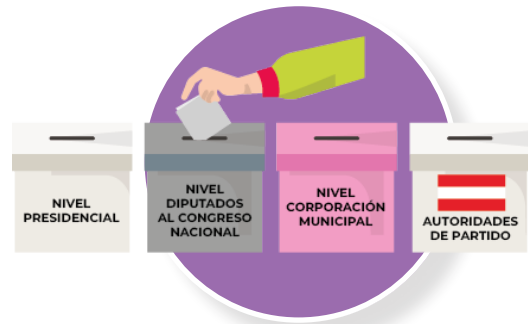 NIVEL
PRESIDENCIAL
NIVEL
DIPUTADOS
AL CONGRESO
NACIONAL
NIVEL
CORPORACIÓN
MUNICIPAL
AUTORIDADES
DE PARTIDO